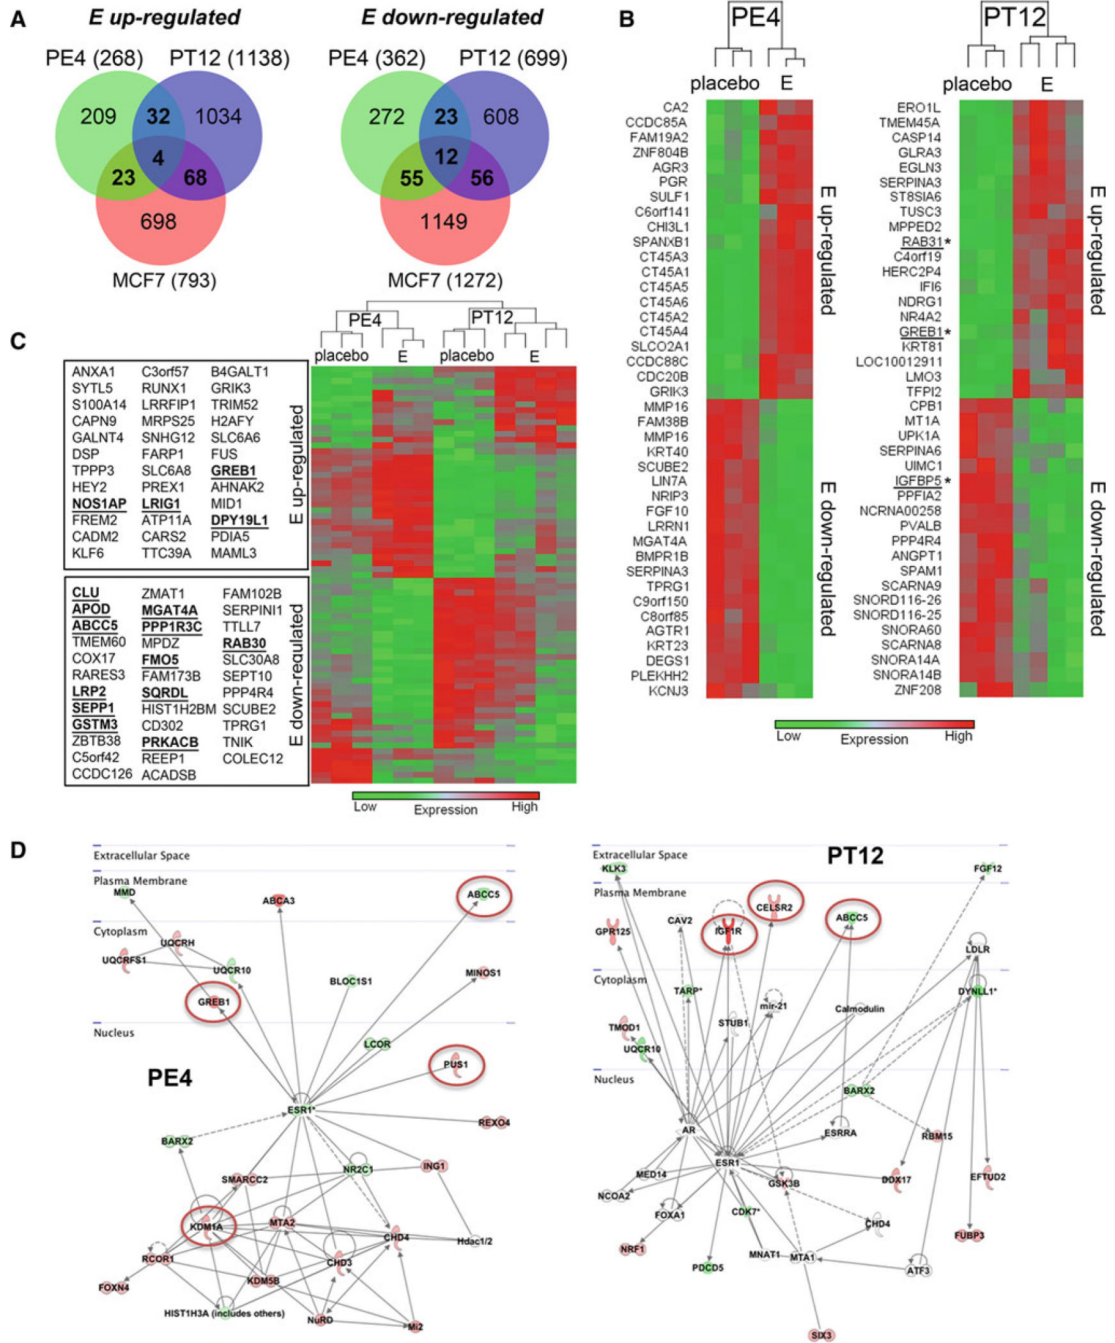 A
E up-regulated
E down-regulated
PE4 (268) PT12 (1138)
209 32 1034
4
23 68
698
MCF7 (793)
PE4 (362) PT12 (699)
272 23 608
12
55 56
1149
MCF7 (1272)
B
PE4
placebo E
CA2
CCDC85A
FAM19A2
ZNF804B
AGR3
PGR
SULF1
C6orf141
CHI3L1
SPANXB1
CT45A3
CT45A1
CT45A5
CT45A6
CT45A2
CT45A4
SLCO2A1
CCDC88C
CDC20B
GRIK3
MMP16
FAM38B
MMP16
KRT40
SCUBE2
LIN7A
NRIP3
FGF10
LRRN1
MGAT4A
BMPR1B
SERPINA3
TPRG1
C9orf150
C8orf85
AGTR1
KRT23
DEGS1
PLEKHH2
KCNJ3
E up-regulated
E down-regulated
PT12
placebo E
ERO1L
TMEM45A
CASP14
GLRA3
EGLN3
SERPINA3
ST8SIA6
TUSC3
MPPED2
RAB31*
C4orf19
HERC2P4
IFI6
NDRG1
NR4A2
GREB1*
KRT81
LOC10012911
LMO3
TFPI2
CPB1
MT1A
UPK1A
SERPINA6
UIMC1
IGFBP5*
PPFIA2
NCRNA00258
PVALB
PPP4R4
ANGPT1
SPAM1
SCARNA9
SNORD116-26
SNORD116-25
SNORA60
SCARNA8
SNORA14A
SNORA14B
ZNF208
E up-regulated
E down-regulated
Low Expression High
C
PE4 PT12
placebo E placebo E
ANXA1 C3orf57 B4GALT1
SYTL5 RUNX1 GRIK3
S100A14 LRRFIP1 TRIM52
CAPN9 MRPS25 H2AFY
GALNT4 SNHG12 SLC6A6
DSP FARP1 FUS
TPPP3 SLC6A8 GREB1
HEY2 PREX1 AHNAK2
NOS1AP LRIG1 MID1
FREM2 ATP11A DPY19L1
CADM2 CARS2 PDIA5
KLF6 TTC39A MAML3
E up-regulated
CLU ZMAT1 FAM102B
APOD MGAT4A SERPINI1
ABCC5 PPP1R3C TTLL7
TMEM60 MPDZ RAB30
COX17 FMO5 SLC30A8
RARES3 FAM173B SEPT10
LRP2 SQRDL PPP4R4
SEPP1 HIST1H2BM SCUBE2
GSTM3 CD302 TPRG1
ZBTB38 PRKACB TNIK
C5orf42 REEP1 COLEC12
CCDC126 ACADSB
E down-regulated
Low Expression High
D
Extracellular Space
Plasma Membrane
MMD
ABCA3
ABCC5
Cytoplasm
UQCRH
UQCRFS1
UQCR10
BLOC1S1
MINOS1
GREB1
Nucleus
LCOR
PE4
PUS1
ESR1*
REXO4
BARX2
NR2C1
ING1
SMARCC2
KDM1A
MTA2
CHD4
Hdac1/2
RCOR1
CHD3
FOXN4
KDM5B
HIST1H3A (includes others)
NuRD
Mi2
PT12
Extracellular Space
KLK3
FGF12
Plasma Membrane
CELSR2
ABCC5
GPR125
CAV2
IGF1R
LDLR
Cytoplasm
TARP*
DYNLL1*
mir-21
Calmodulin
TMOD1
STUB1
UQCR10
Nucleus
BARX2
AR
ESRRA
RBM15
ESR1
MED14
GSK3B
DDX17
EFTUD2
NCOA2
FOXA1
CDK7*
CHD4
NRF1
MNAT1
MTA1
FUBP3
PDCD5
ATF3
SIX3